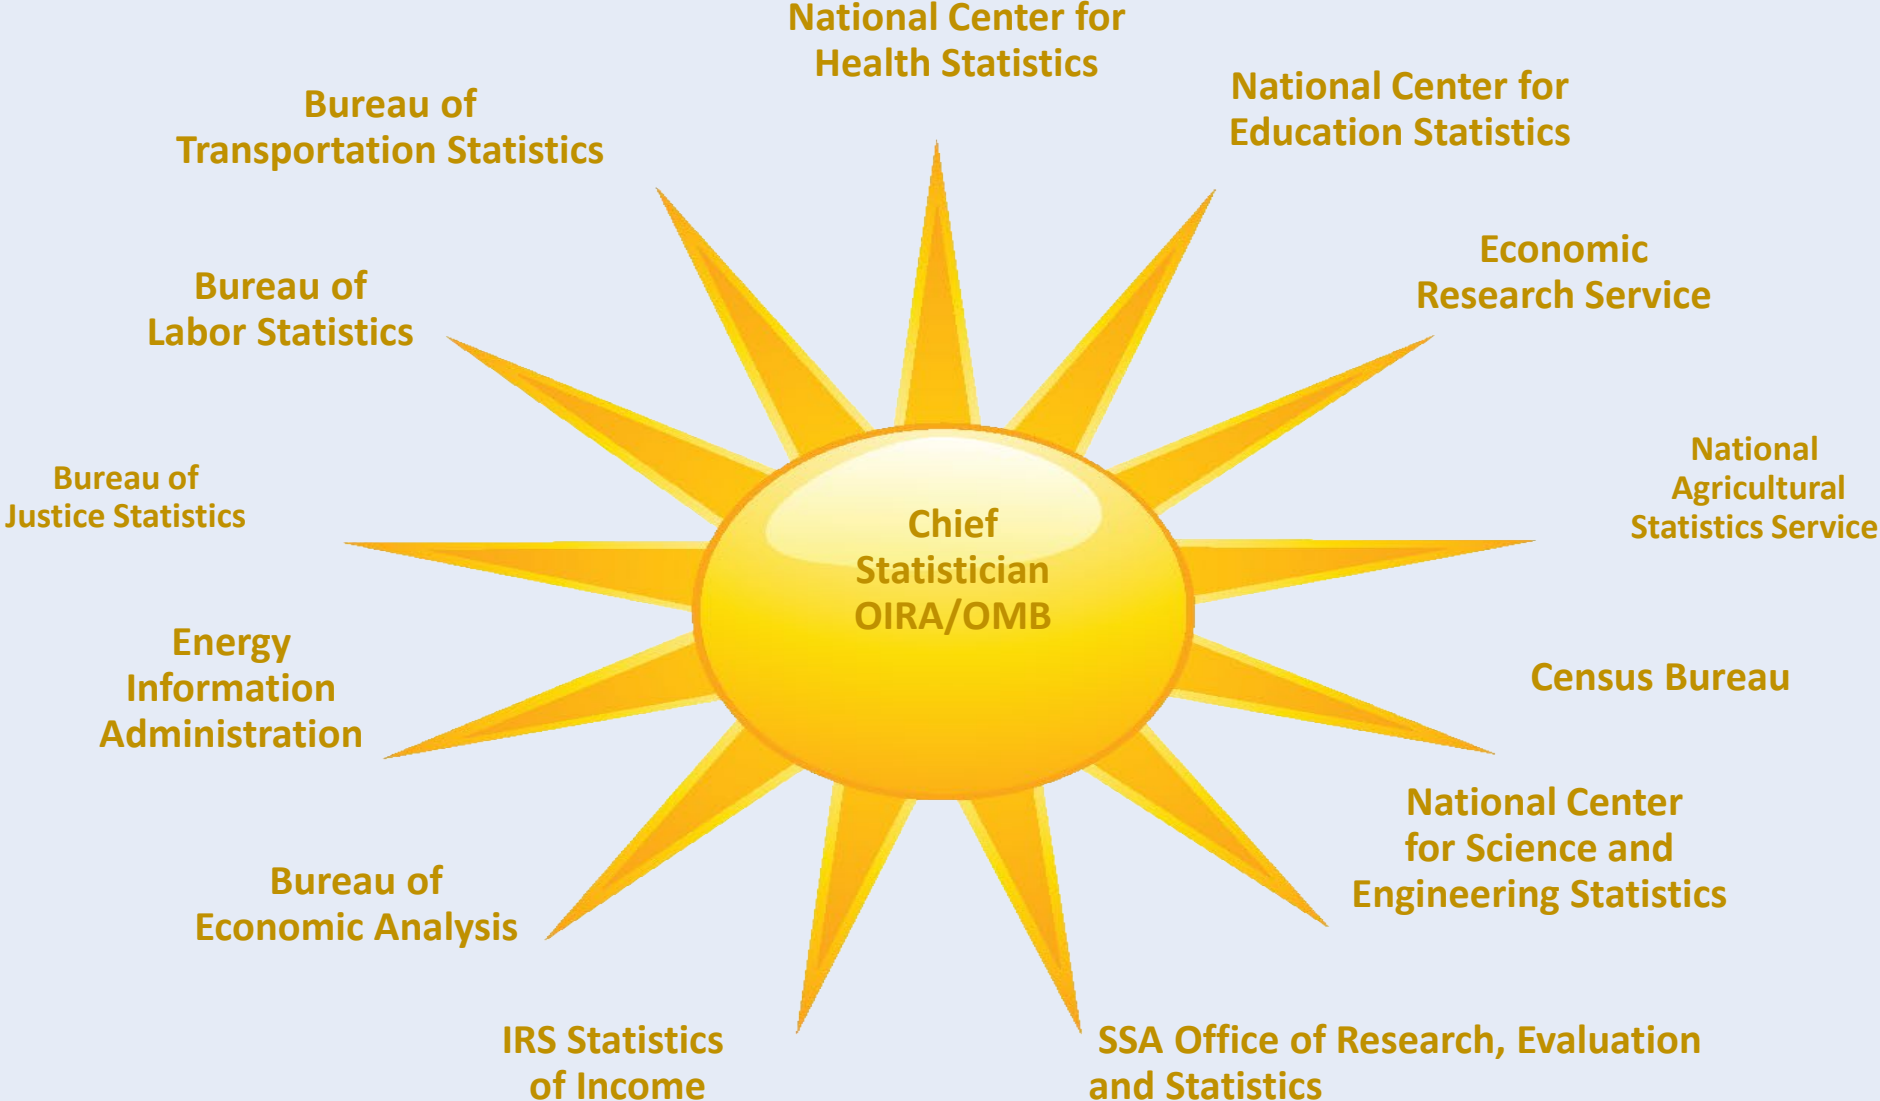 National Center for
Health Statistics
National Center for
Education Statistics
Bureau of
Transportation Statistics
Economic
Research Service
Bureau of
Labor Statistics
National
Agricultural
Statistics Service
Bureau of
Justice Statistics
Chief
Statistician
OIRA/OMB
Energy
Information
Administration
Census Bureau
National Center
for Science and
Engineering Statistics
Bureau of
Economic Analysis
IRS Statistics
of Income
SSA Office of Research, Evaluation
and Statistics